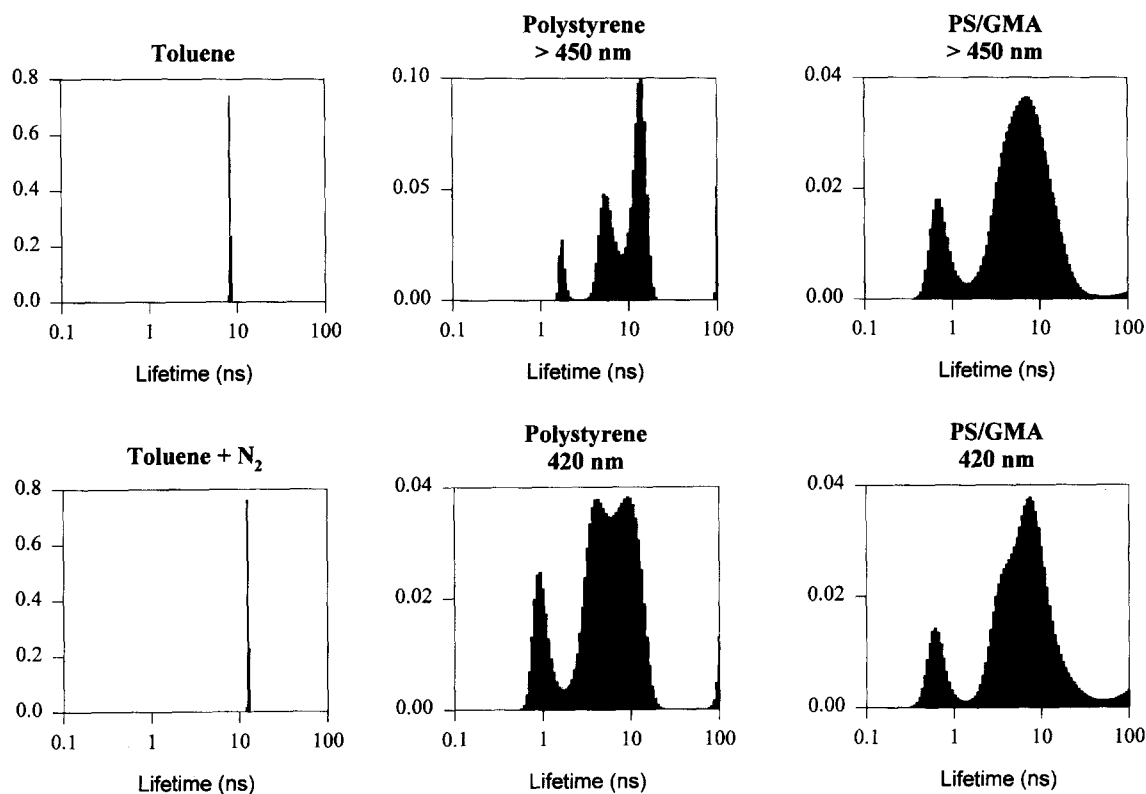 Toluene
0.8
0.6
0.4
0.2
0.0
0.1 1 10 100
Lifetime (ns)
Polystyrene
> 450 nm
0.10
0.05
0.00
0.1 1 10 100
Lifetime (ns)
PS/GMA
> 450 nm
0.04
0.02
0.00
0.1 1 10 100
Lifetime (ns)
Toluene + N₂
0.8
0.6
0.4
0.2
0.0
0.1 1 10 100
Lifetime (ns)
Polystyrene
420 nm
0.04
0.02
0.00
0.1 1 10 100
Lifetime (ns)
PS/GMA
420 nm
0.04
0.02
0.00
0.1 1 10 100
Lifetime (ns)